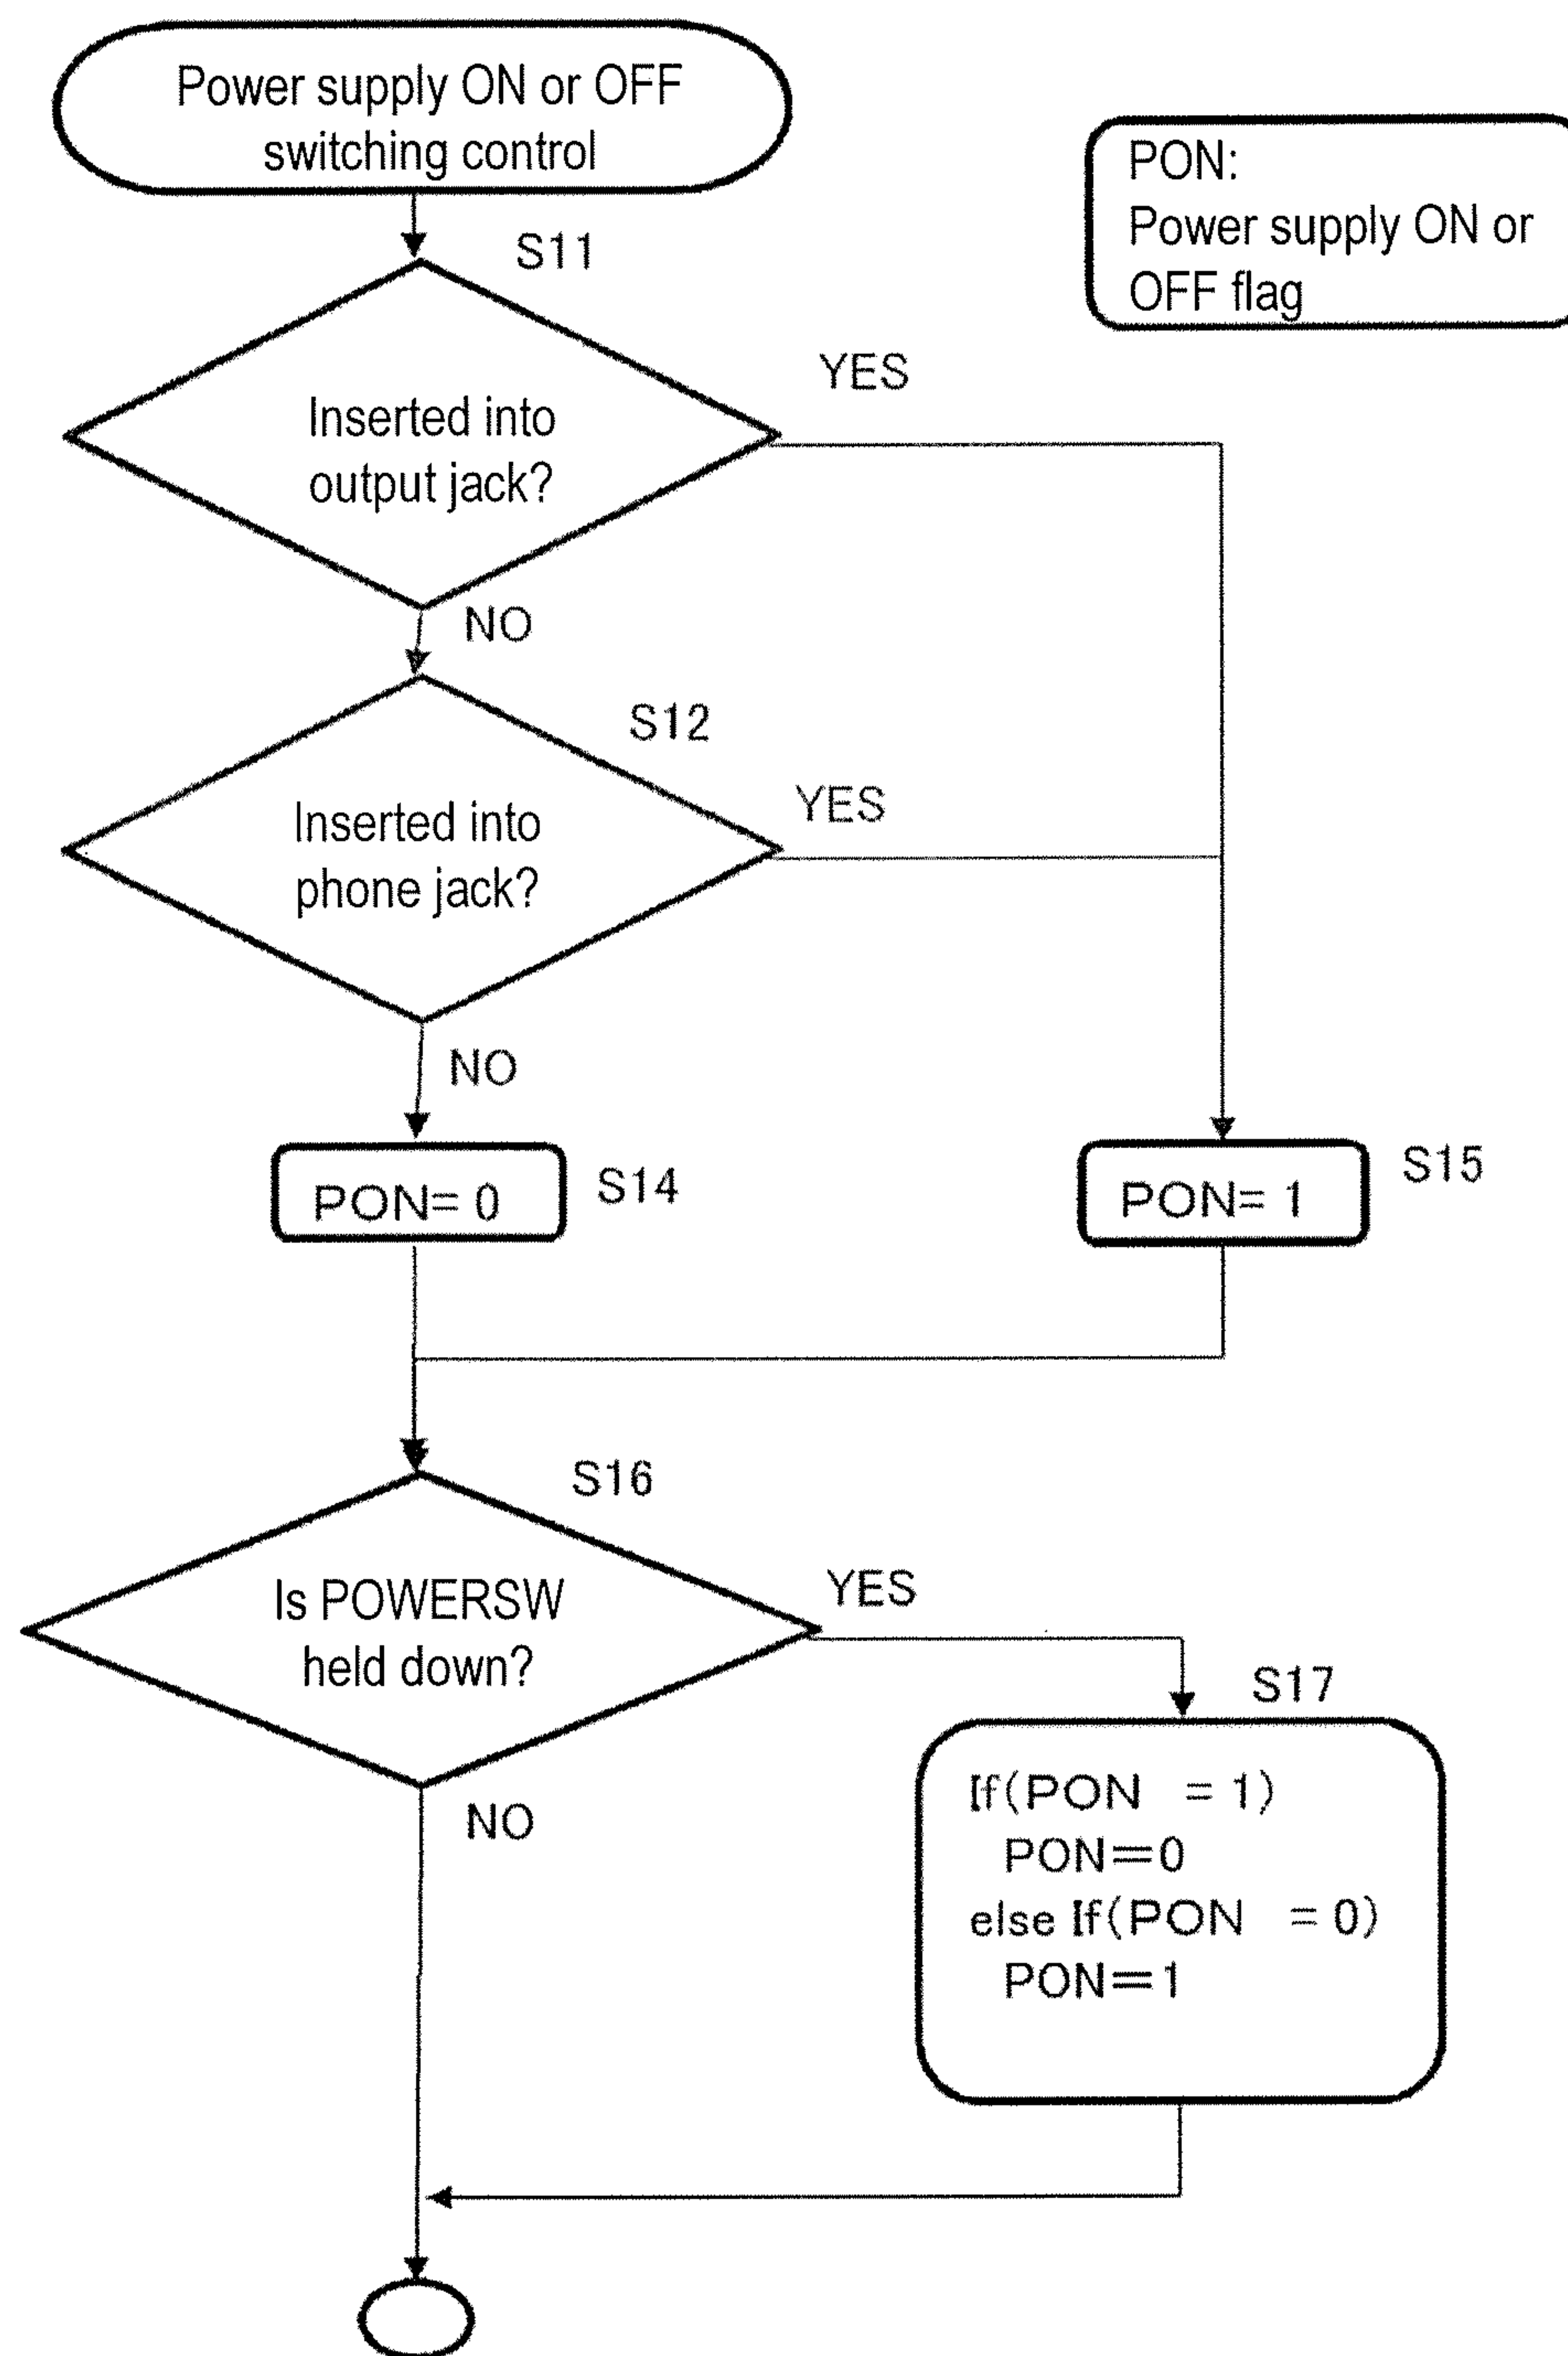 Power supply ON or OFF
switching control
PON:
Power supply ON or
OFF flag
S11
YES
Inserted into
output jack?
NO
S12
YES
Inserted into
phone jack?
NO
PON= 0
S14
PON= 1
S15
S16
YES
Is POWERSW
held down?
NO
S17
If(PON = 1)
PON=0
else If(PON = 0)
PON=1